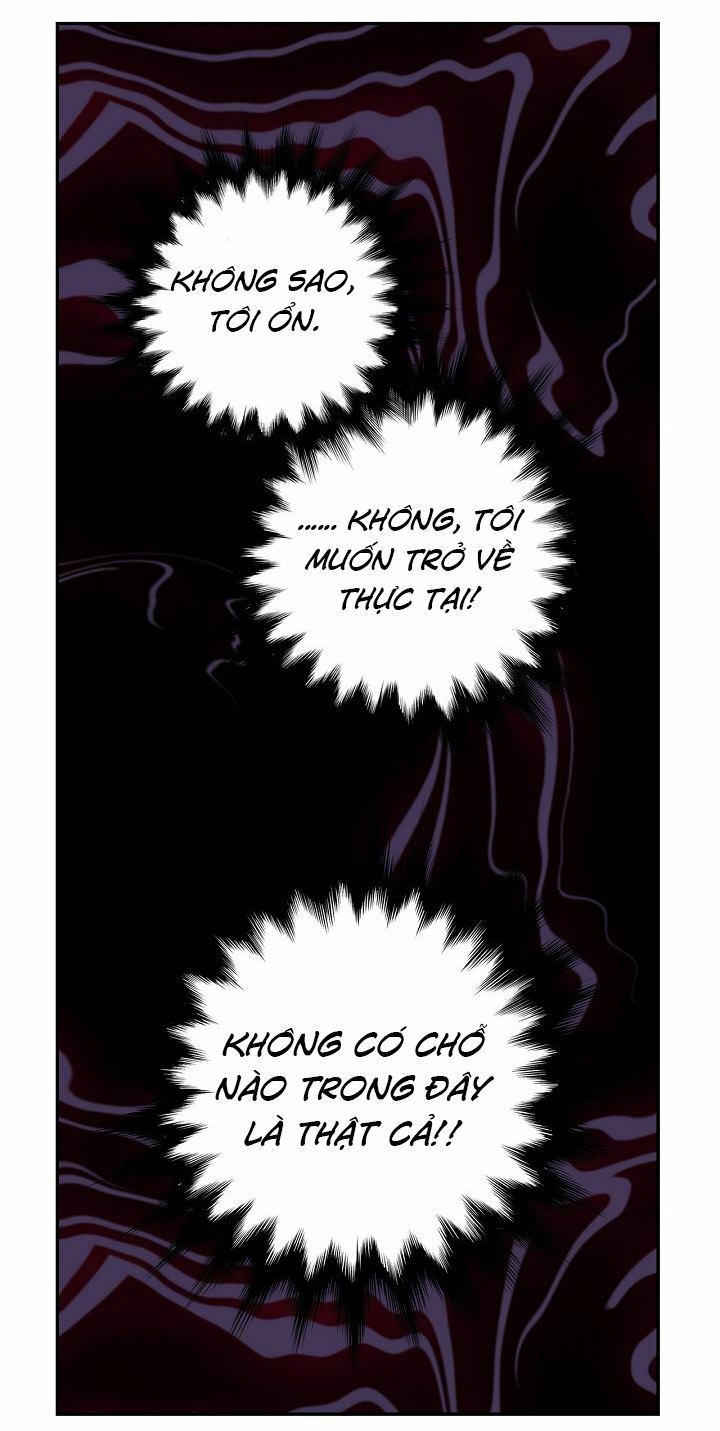 KHÔNG SAO,
TÔI ỔN.
...... KHÔNG, TÔI
MUỐN TRỞ VỀ
THỰC TẠI!
KHÔNG CÓ CHỖ
NÀO TRONG ĐÂY
LÀ THẬT CẢ!!